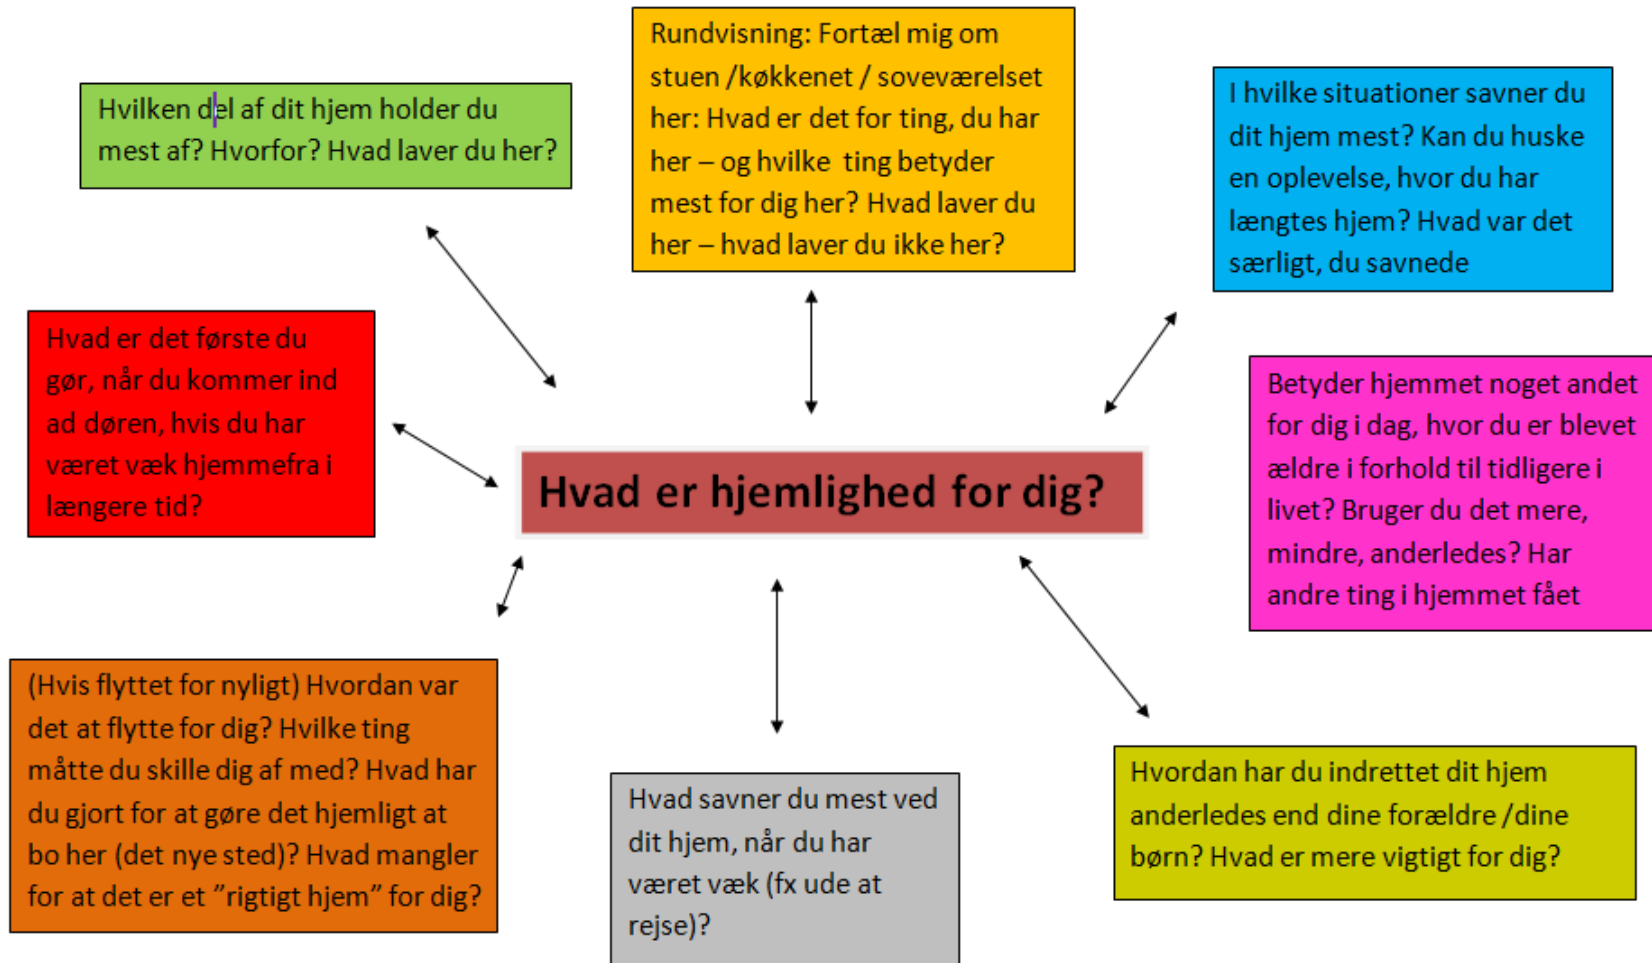 Hvilken del af dit hjem holder du
mest af? Hvorfor? Hvad laver du her?
Rundvisning: Fortæl mig om
stuen /køkkenet / soveværelset
her: Hvad er det for ting, du har
her – og hvilke  ting betyder
mest for dig her? Hvad laver du
her – hvad laver du ikke her?
I hvilke situationer savner du
dit hjem mest? Kan du huske
en oplevelse, hvor du har
længtes hjem? Hvad var det
særligt, du savnede
Hvad er det første du
gør, når du kommer ind
ad døren, hvis du har
været væk hjemmefra i
længere tid?
Hvad er hjemlighed for dig?
Betyder hjemmet noget andet
for dig i dag, hvor du er blevet
ældre i forhold til tidligere i
livet? Bruger du det mere,
mindre, anderledes? Har
andre ting i hjemmet fået
(Hvis flyttet for nyligt) Hvordan var
det at flytte for dig? Hvilke ting
måtte du skille dig af med? Hvad har
du gjort for at gøre det hjemligt at
bo her (det nye sted)? Hvad mangler
for at det er et ”rigtigt hjem” for dig?
Hvad savner du mest ved
dit hjem, når du har
været væk (fx ude at
rejse)?
Hvordan har du indrettet dit hjem
anderledes end dine forældre /dine
børn? Hvad er mere vigtigt for dig?